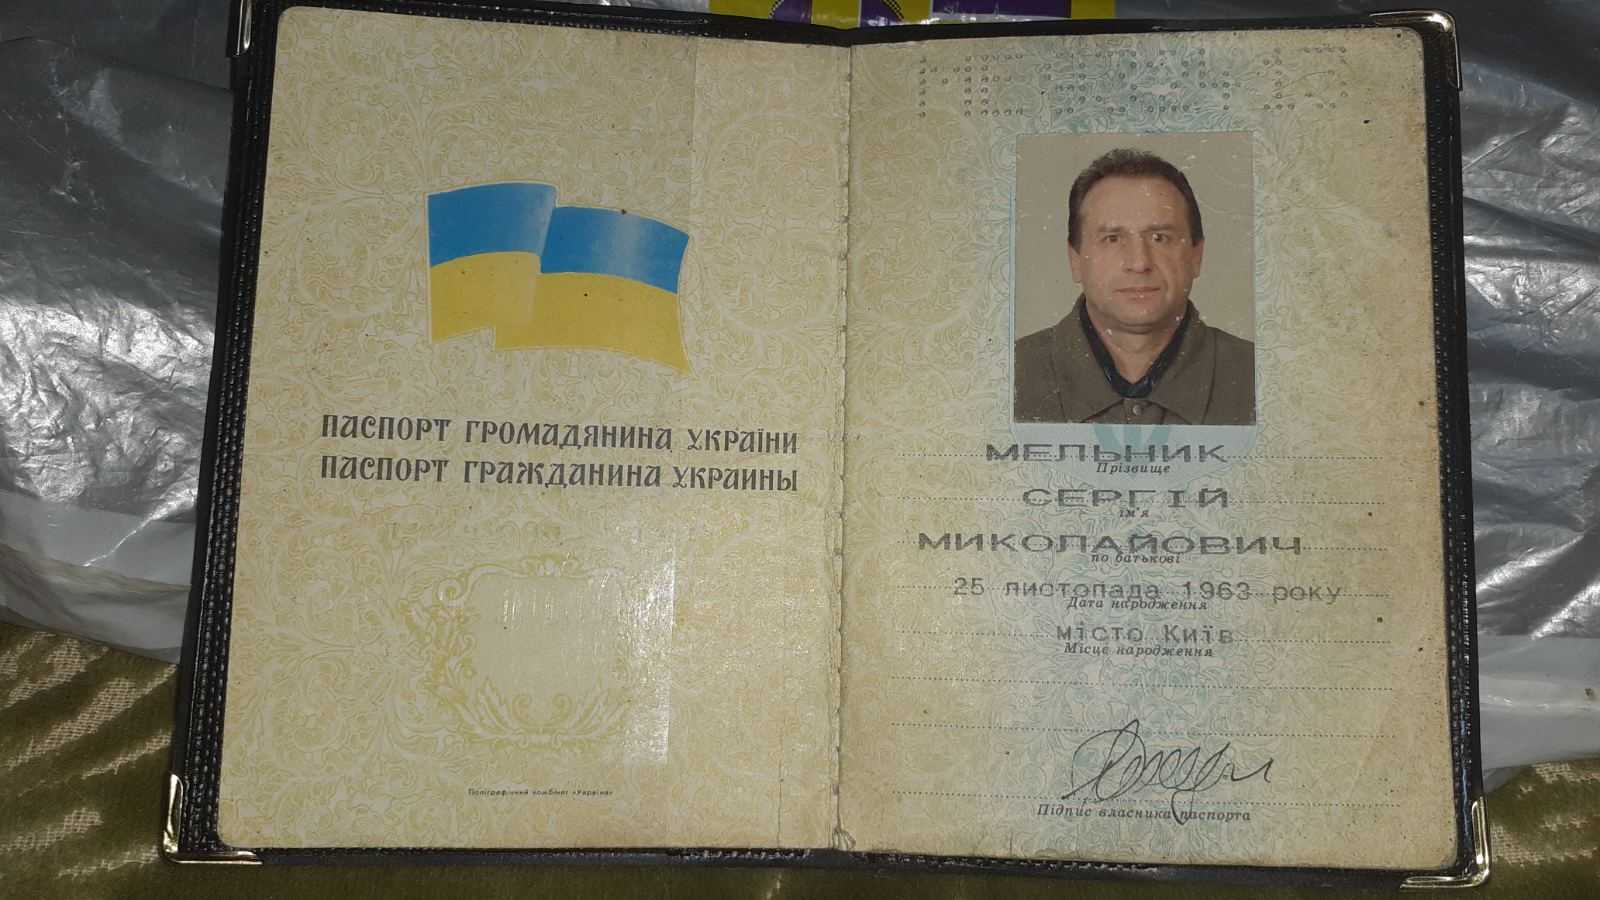 ПАСПОРТ ГРОМАДЯНИНА УКРАЇНИ
ПАСПОРТ ГРАЖДАНИНА УКРАИНЫ
Поліграфічний комбінат «Україна»
МЕЛЬНИК
Прізвище
СЕРГІЙ
ім'я
МИКОЛАЙОВИЧ
по батькові
25 листопада 1963 року
Дата народження
місто Київ
Місце народження
Підпис власника паспорта